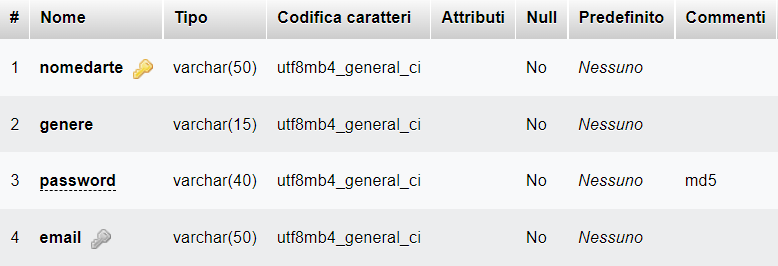 # Nome Tipo Codifica caratteri Attributi Null Predefinito Commenti
1 nomedarte varchar(50) utf8mb4_general_ci No Nessuno
2 genere varchar(15) utf8mb4_general_ci No Nessuno
3 password varchar(40) utf8mb4_general_ci No Nessuno md5
4 email varchar(50) utf8mb4_general_ci No Nessuno